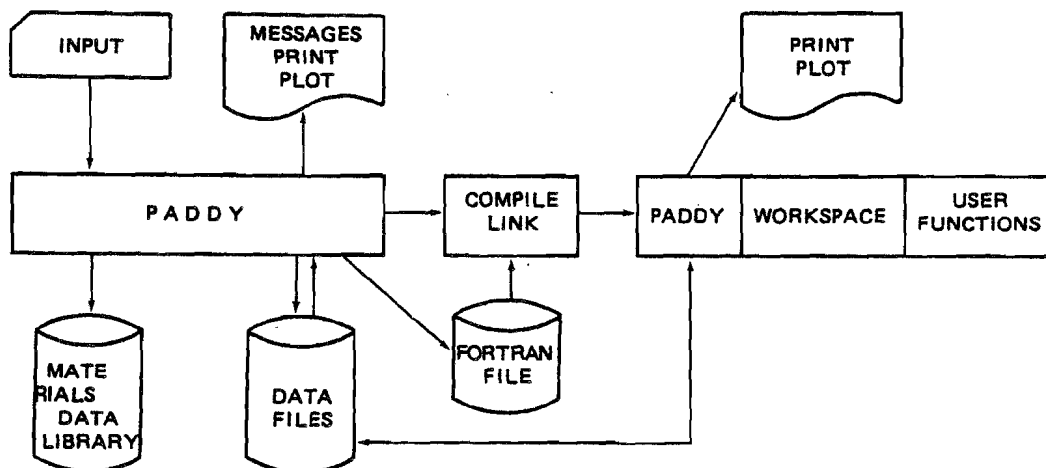 INPUT
MESSAGES
PRINT
PLOT
PRINT
PLOT
P A D D Y
COMPILE
LINK
PADDY
WORKSPACE
USER
FUNCTIONS
MATE
RIALS
DATA
LIBRARY
DATA
FILES
FORTRAN
FILE